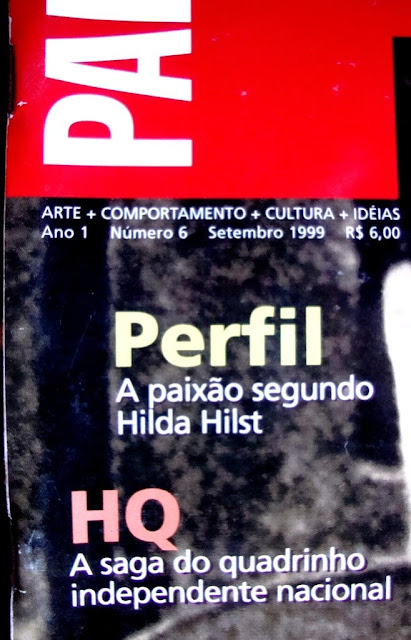 PA
ARTE + COMPORTAMENTO + CULTURA + IDÉIAS
Ano 1 Número 6 Setembro 1999 R$ 6,00
Perfil
A paixão segundo
Hilda Hilst
HQ
A saga do quadrinho
independente nacional